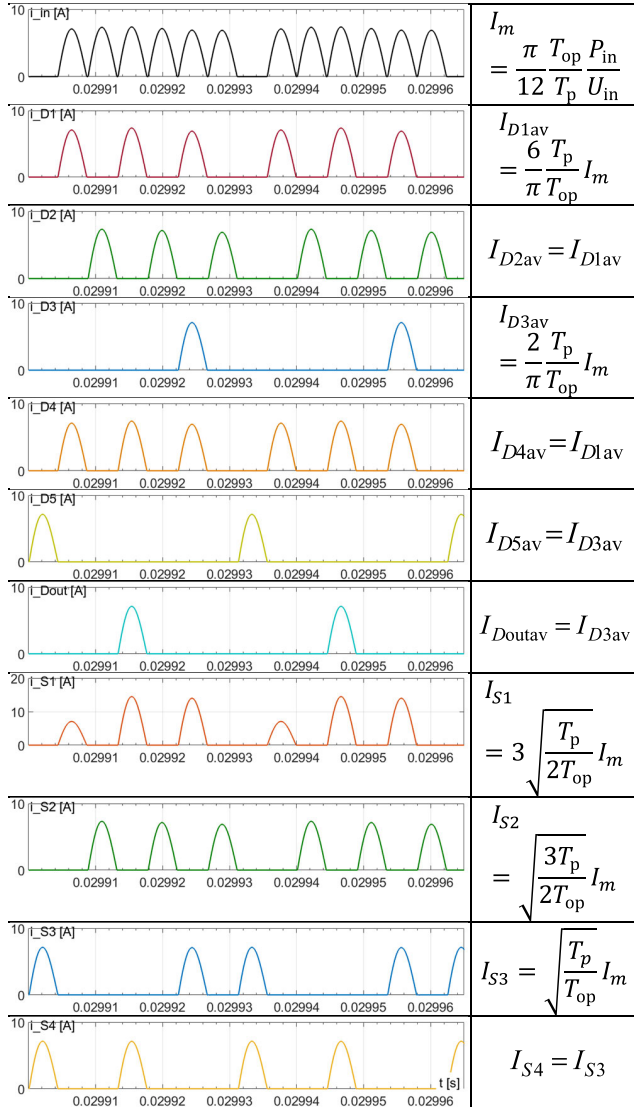 i_in [A]
10
0
0.02991 0.02992 0.02993 0.02994 0.02995 0.02996
I_m
= π/12 T_op/T_p P_in/U_in
i_D1 [A]
10
0
0.02991 0.02992 0.02993 0.02994 0.02995 0.02996
I_D1av
= 6/π T_p/T_op I_m
i_D2 [A]
10
0
0.02991 0.02992 0.02993 0.02994 0.02995 0.02996
I_D2av = I_D1av
i_D3 [A]
10
0
0.02991 0.02992 0.02993 0.02994 0.02995 0.02996
I_D3av
= 2/π T_p/T_op I_m
i_D4 [A]
10
0
0.02991 0.02992 0.02993 0.02994 0.02995 0.02996
I_D4av = I_D1av
i_D5 [A]
10
0
0.02991 0.02992 0.02993 0.02994 0.02995 0.02996
I_D5av = I_D3av
i_Dout [A]
10
0
0.02991 0.02992 0.02993 0.02994 0.02995 0.02996
I_Doutav = I_D3av
i_S1 [A]
20
10
0
0.02991 0.02992 0.02993 0.02994 0.02995 0.02996
I_S1
= 3 √(T_p/2T_op) I_m
i_S2 [A]
10
0
0.02991 0.02992 0.02993 0.02994 0.02995 0.02996
I_S2
= √(3T_p/2T_op) I_m
i_S3 [A]
10
0
0.02991 0.02992 0.02993 0.02994 0.02995 0.02996
I_S3 = √(T_p/T_op) I_m
i_S4 [A]
10
0
t [s]
0.02991 0.02992 0.02993 0.02994 0.02995 0.02996
I_S4 = I_S3